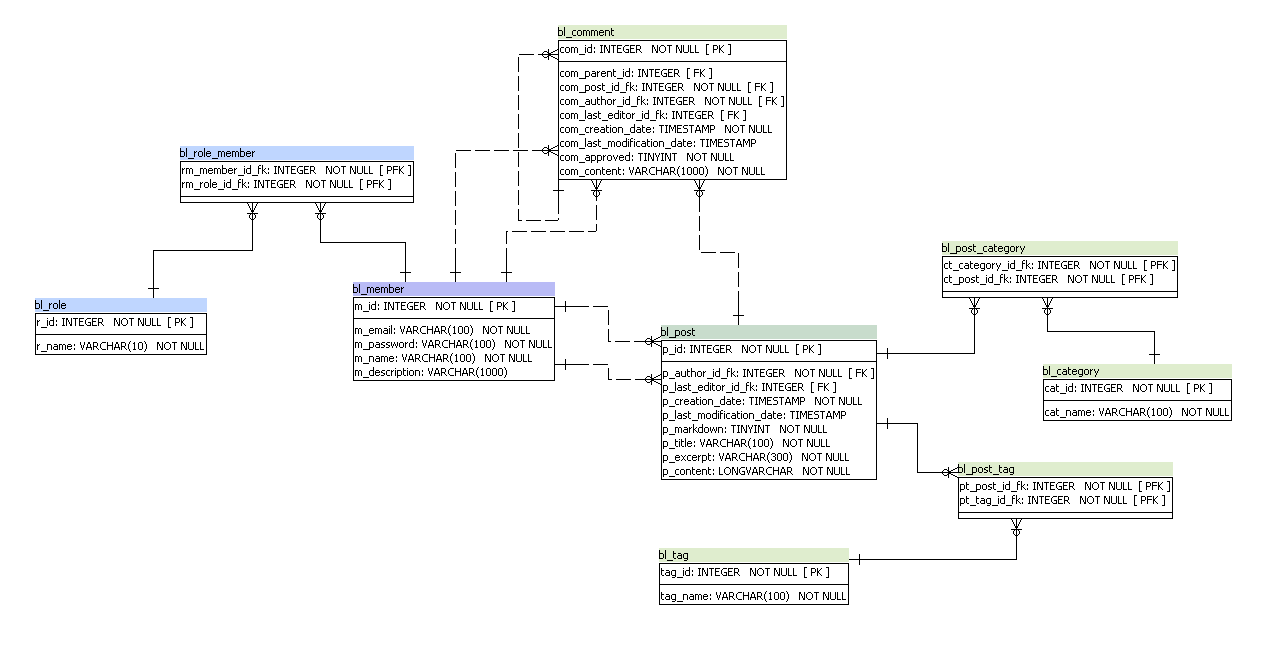 bl_comment
com_id: INTEGER NOT NULL [ PK ]
com_parent_id: INTEGER [ FK ]
com_post_id_fk: INTEGER NOT NULL [ FK ]
com_author_id_fk: INTEGER NOT NULL [ FK ]
com_last_editor_id_fk: INTEGER [ FK ]
com_creation_date: TIMESTAMP NOT NULL
com_last_modification_date: TIMESTAMP
com_approved: TINYINT NOT NULL
com_content: VARCHAR(1000) NOT NULL
bl_role_member
rm_member_id_fk: INTEGER NOT NULL [ PFK ]
rm_role_id_fk: INTEGER NOT NULL [ PFK ]
bl_role
r_id: INTEGER NOT NULL [ PK ]
r_name: VARCHAR(10) NOT NULL
bl_member
m_id: INTEGER NOT NULL [ PK ]
m_email: VARCHAR(100) NOT NULL
m_password: VARCHAR(100) NOT NULL
m_name: VARCHAR(100) NOT NULL
m_description: VARCHAR(1000)
bl_post
p_id: INTEGER NOT NULL [ PK ]
p_author_id_fk: INTEGER NOT NULL [ FK ]
p_last_editor_id_fk: INTEGER [ FK ]
p_creation_date: TIMESTAMP NOT NULL
p_last_modification_date: TIMESTAMP
p_markdown: TINYINT NOT NULL
p_title: VARCHAR(100) NOT NULL
p_excerpt: VARCHAR(300) NOT NULL
p_content: LONGVARCHAR NOT NULL
bl_post_category
ct_category_id_fk: INTEGER NOT NULL [ PFK ]
ct_post_id_fk: INTEGER NOT NULL [ PFK ]
bl_category
cat_id: INTEGER NOT NULL [ PK ]
cat_name: VARCHAR(100) NOT NULL
bl_post_tag
pt_post_id_fk: INTEGER NOT NULL [ PFK ]
pt_tag_id_fk: INTEGER NOT NULL [ PFK ]
bl_tag
tag_id: INTEGER NOT NULL [ PK ]
tag_name: VARCHAR(100) NOT NULL